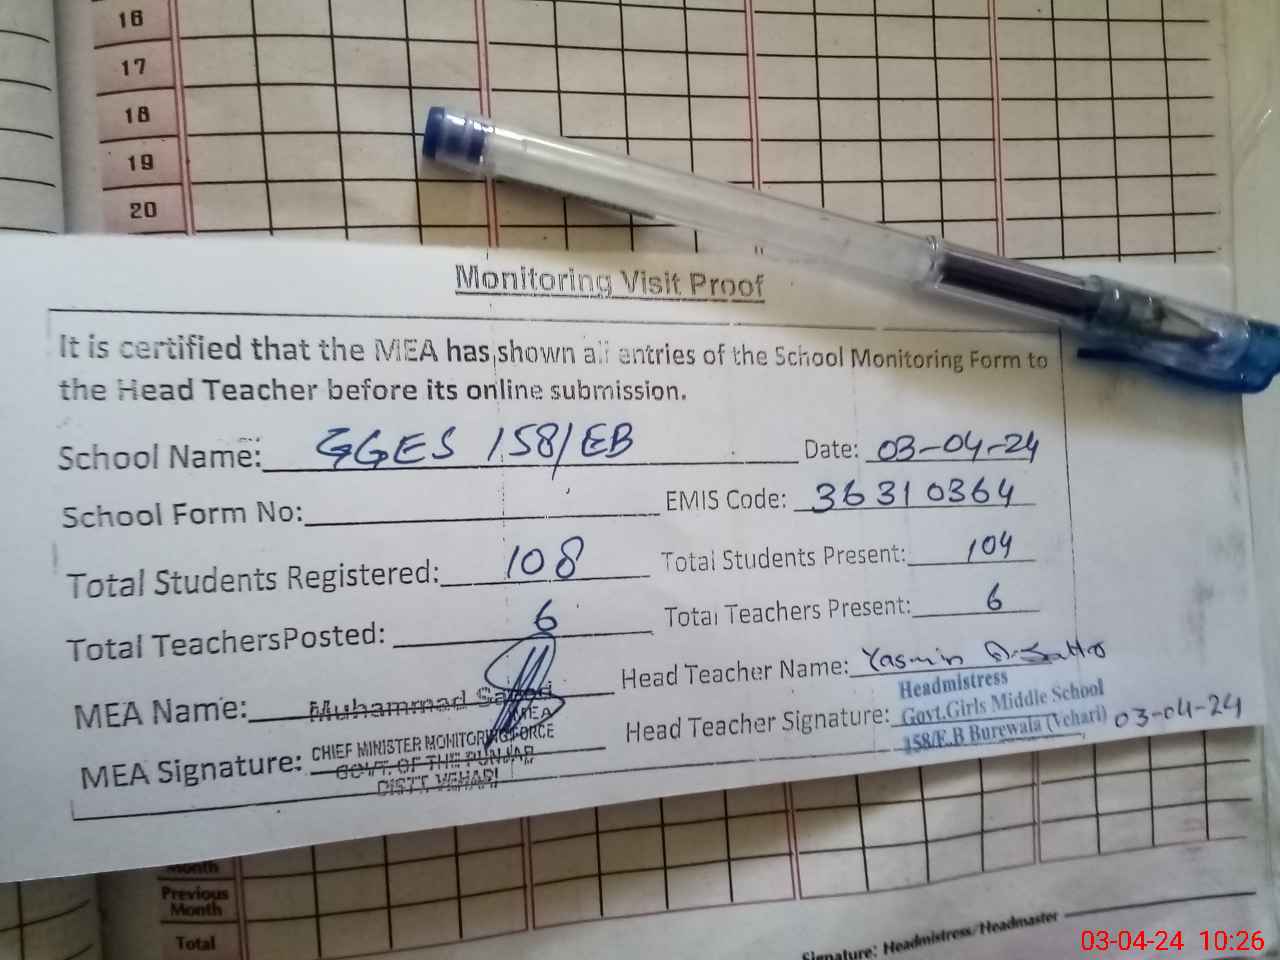 16
17
18
19
20
Monitoring Visit Proof
It is certified that the MEA has shown all entries of the School Monitoring Form to
the Head Teacher before its online submission.
School Name: GGES 158/EB Date: 03-04-24
School Form No: EMIS Code: 36310364
Total Students Registered: 108 Total Students Present: 104
Total TeachersPosted: 6 Total Teachers Present: 6
MEA Name: Muhammad Head Teacher Name: Yasmin
MEA
MEA Signature: CHIEF MINISTER MONITORING FORCE
GOVT. OF THE PUNJAB
DISTT. VEHARI
Head Teacher Signature: Headmistress
Govt.Girls Middle School
158/E.B Burewala (Vehari) 03-04-24
Month
Previous
Month
Total
Signature: Headmistress/Headmaster
03-04-24 10:26